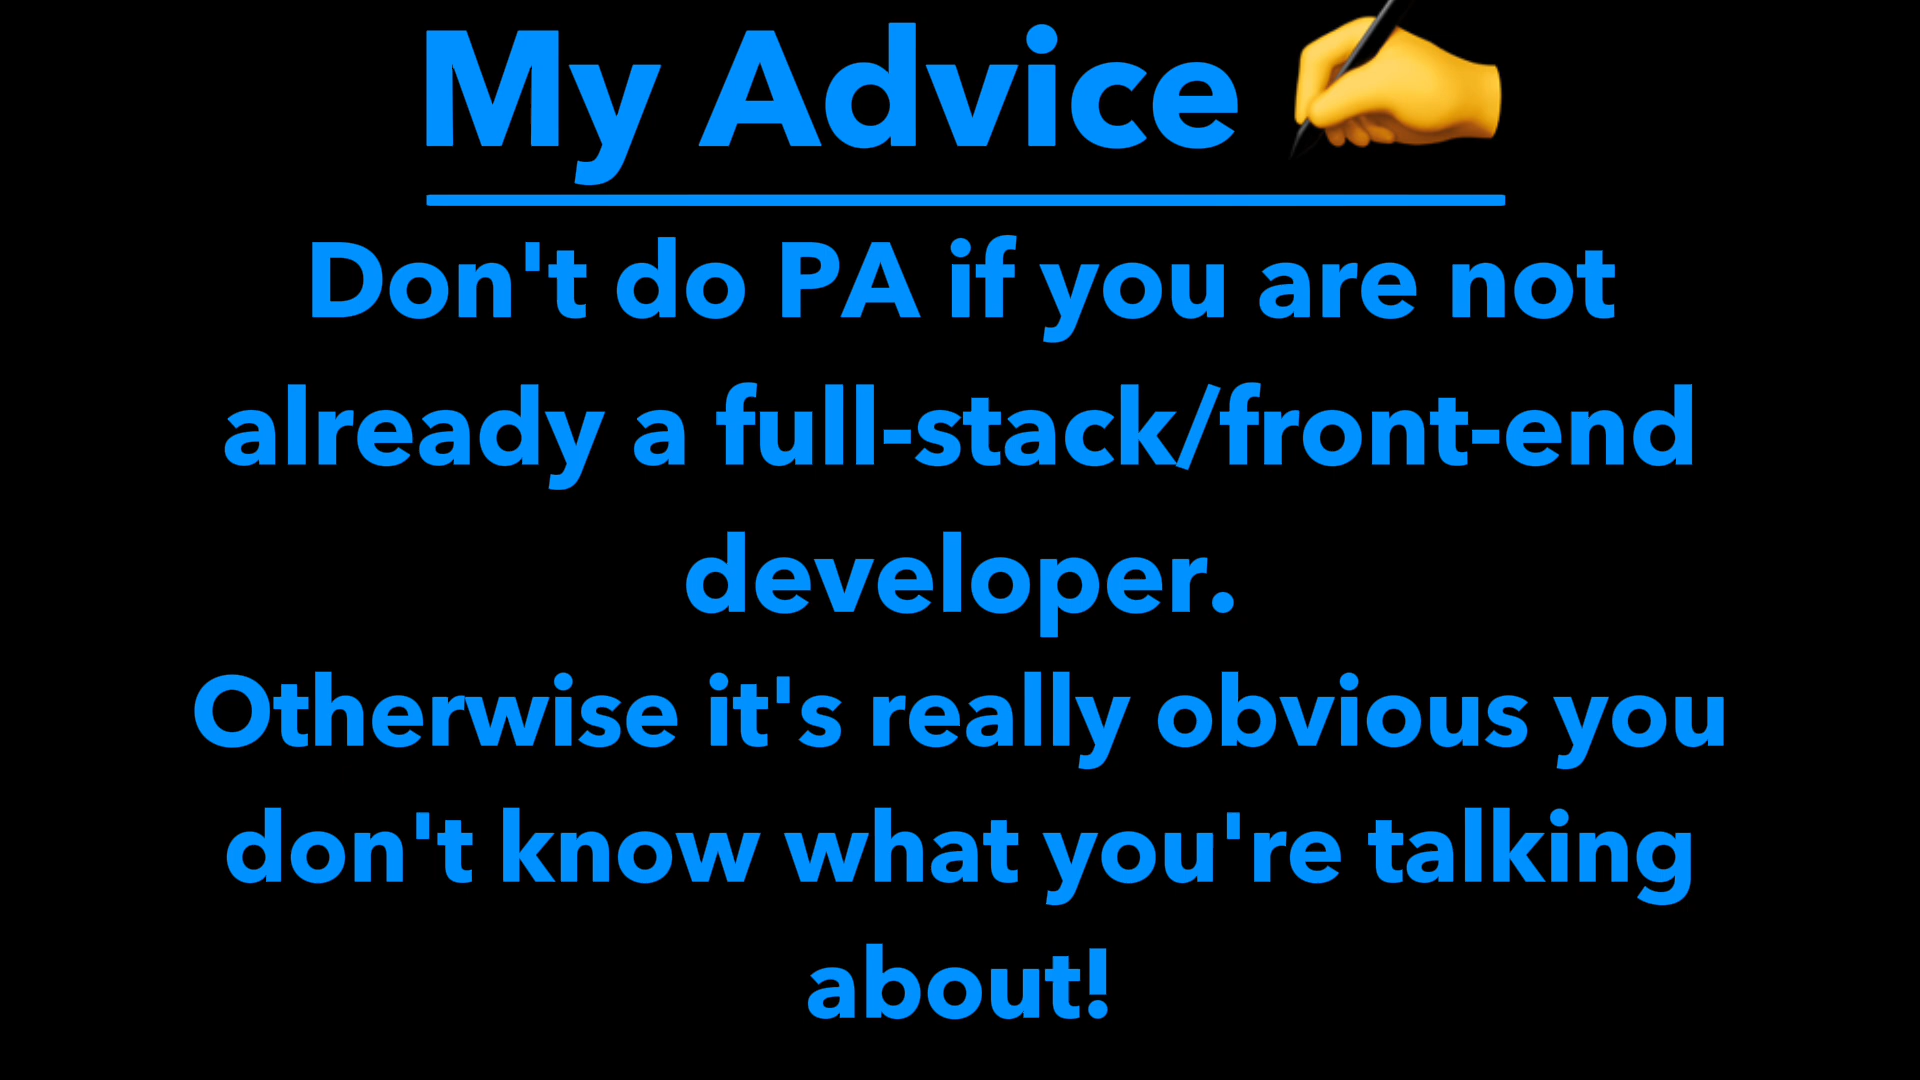 My Advice ✍
Don't do PA if you are not
already a full-stack/front-end
developer.
Otherwise it's really obvious you
don't know what you're talking
about!